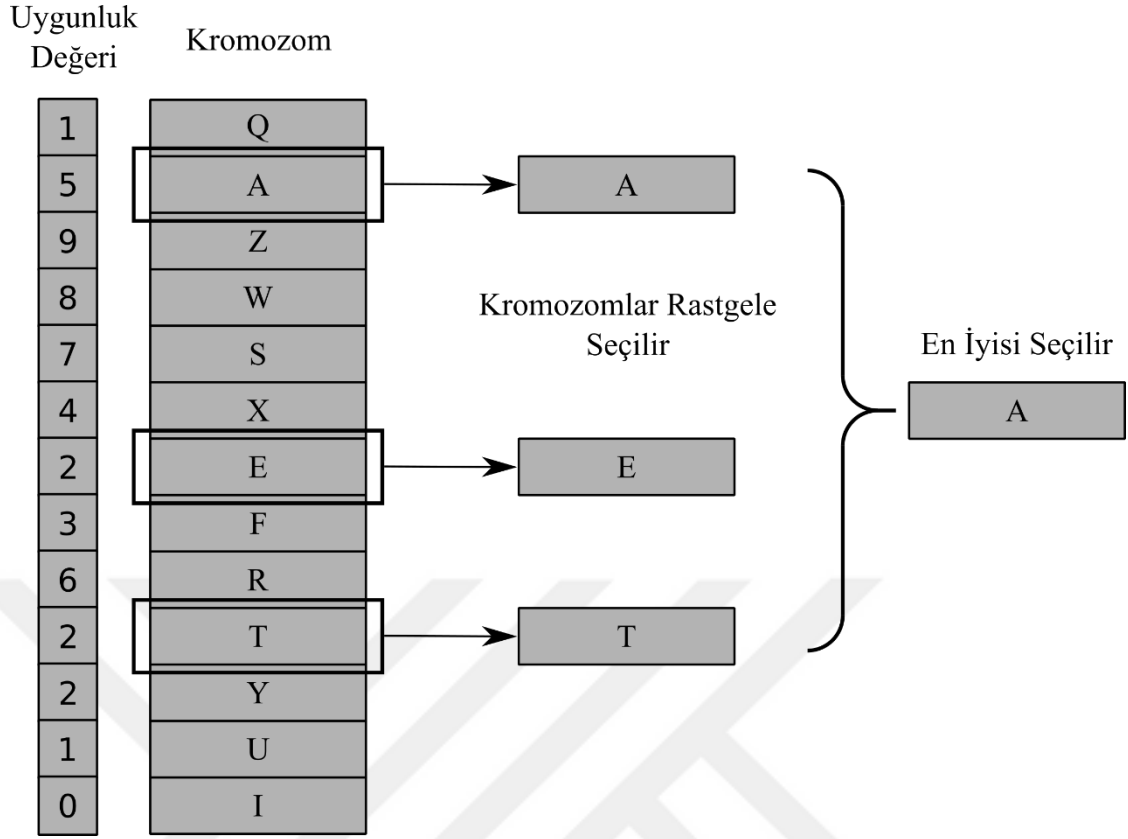 Uygunluk
Değeri
Kromozom
1 Q
5 A
9 Z
8 W
7 S
4 X
2 E
3 F
6 R
2 T
2 Y
1 U
0 I
A
Kromozomlar Rastgele
Seçilir
E
T
En İyisi Seçilir
A